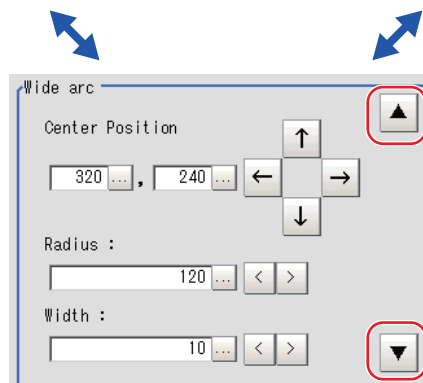 Wide arc
Center Position
320 ... , 240 ...
Radius :
120 ... < >
Width :
10 ... < >